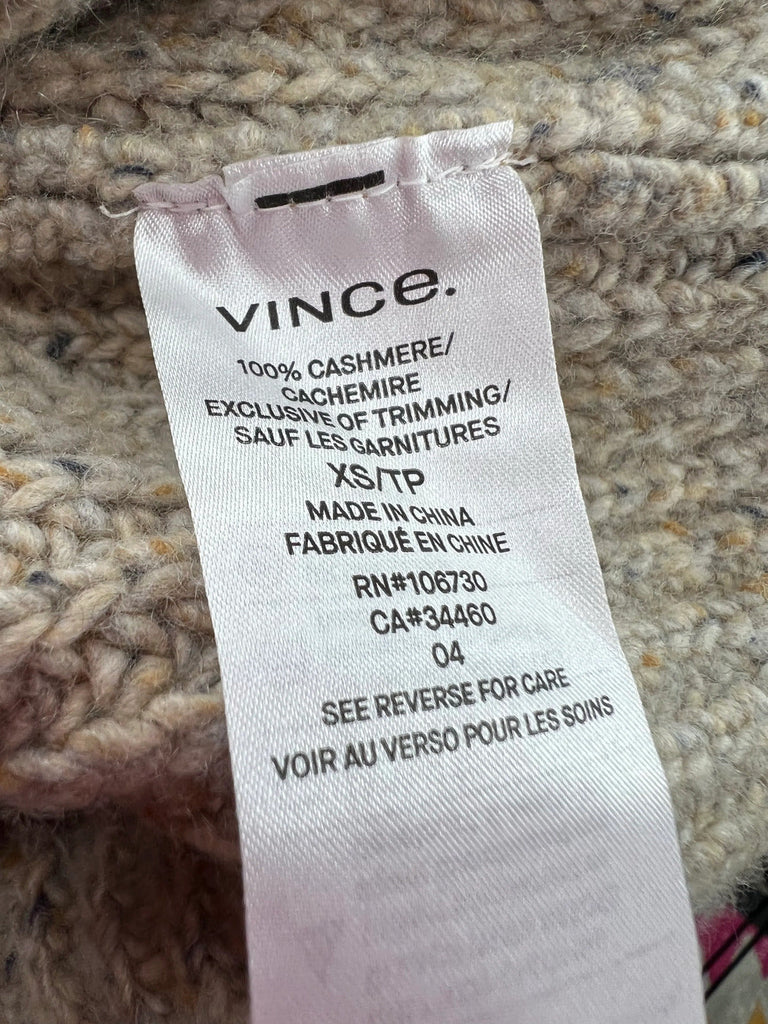 VINCE.
100% CASHMERE/
CACHEMIRE
EXCLUSIVE OF TRIMMING/
SAUF LES GARNITURES
XS/TP
MADE IN CHINA
FABRIQUÉ EN CHINE
RN#106730
CA#34460
04
SEE REVERSE FOR CARE
VOIR AU VERSO POUR LES SOINS